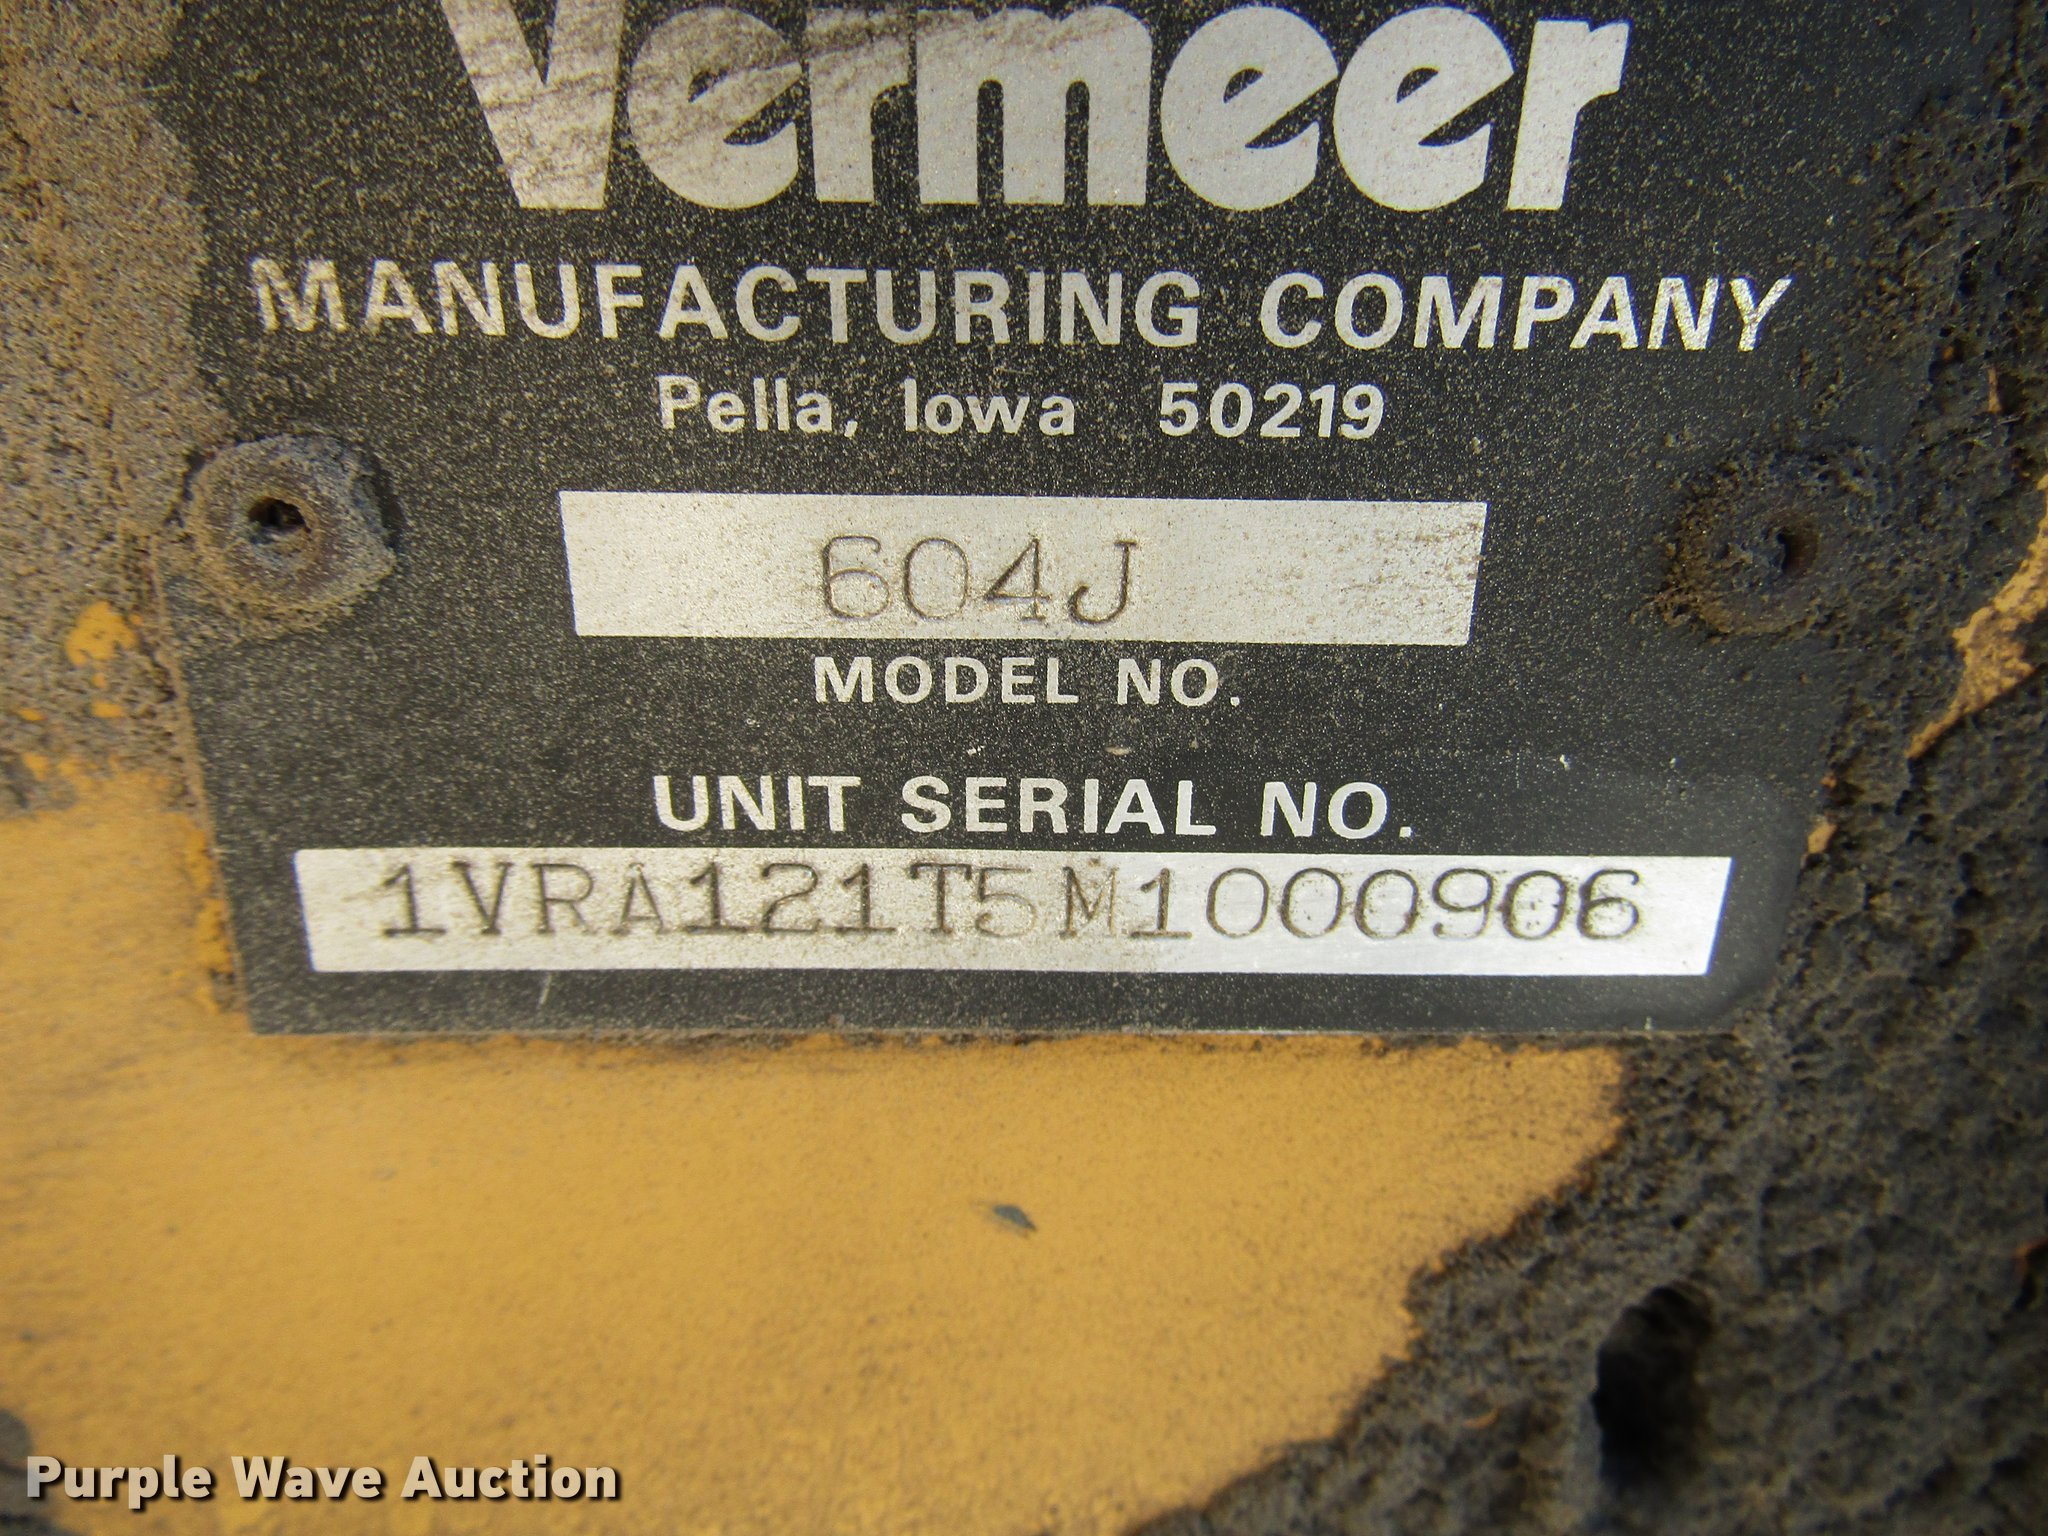 Vermeer
MANUFACTURING COMPANY
Pella, Iowa 50219
604J
MODEL NO.
UNIT SERIAL NO.
1VRA121T5M1000906
Purple Wave Auction